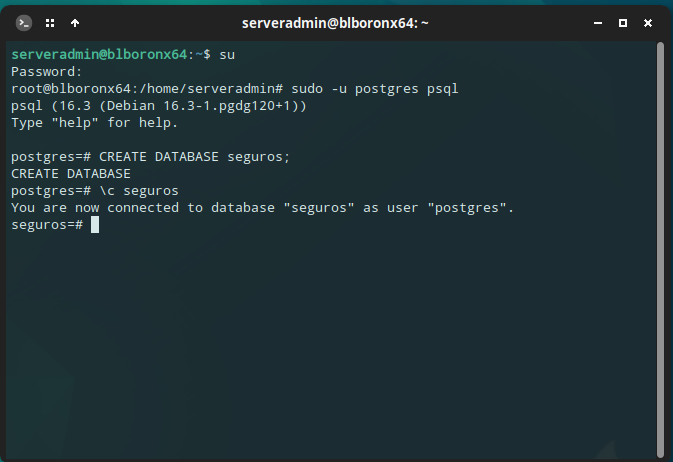 serveradmin@blboronx64: ~
serveradmin@blboronx64:~$ su
Password:
root@blboronx64:/home/serveradmin# sudo -u postgres psql
psql (16.3 (Debian 16.3-1.pgdg120+1))
Type "help" for help.
postgres=# CREATE DATABASE seguros;
CREATE DATABASE
postgres=# \c seguros
You are now connected to database "seguros" as user "postgres".
seguros=#